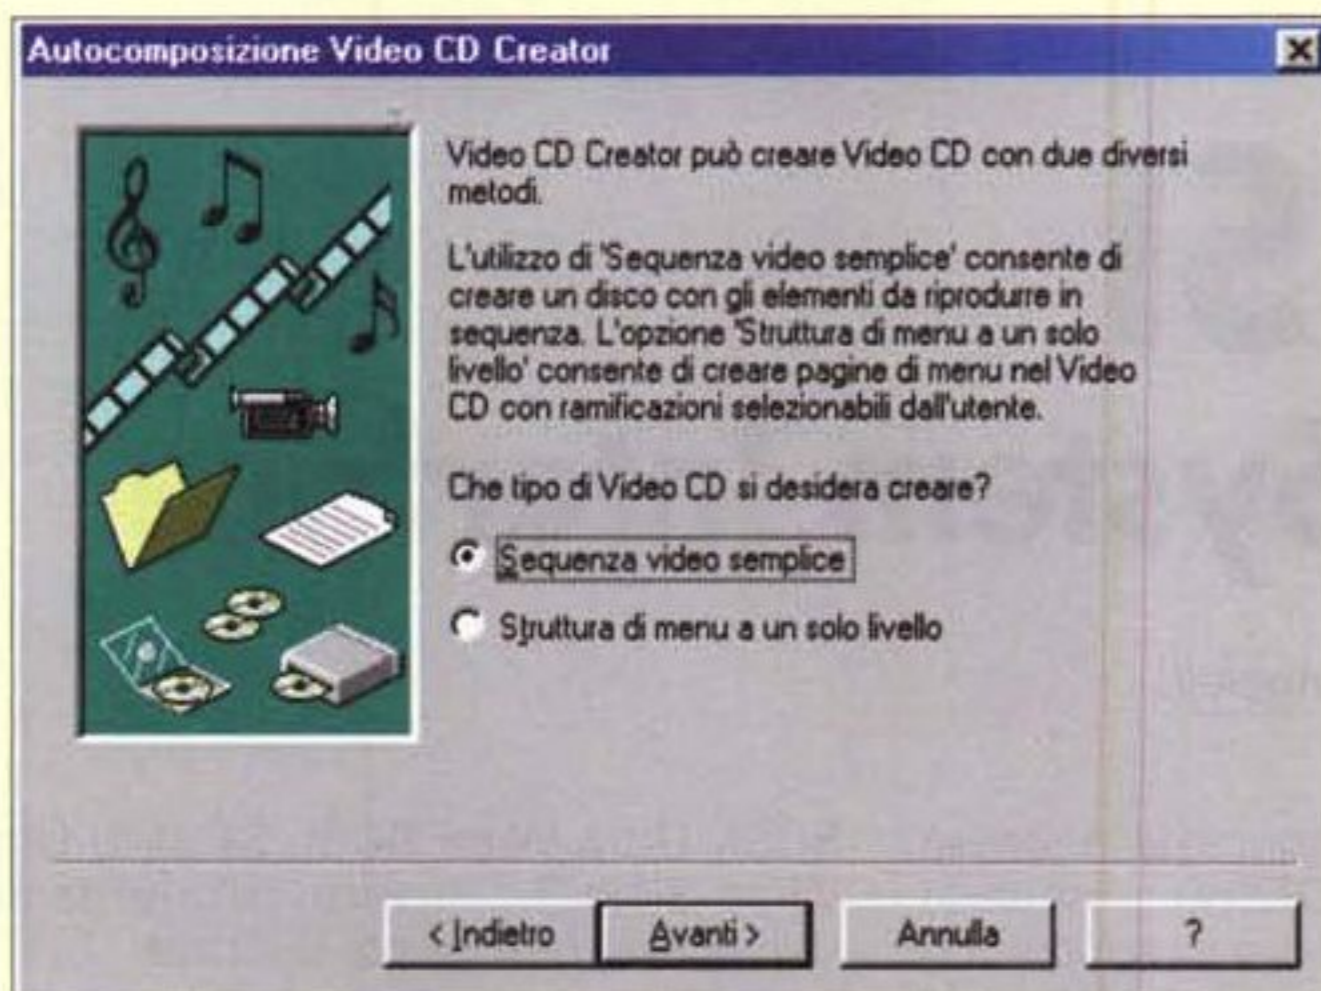 Autocomposizione Video CD Creator
Video CD Creator può creare Video CD con due diversi
metodi.
L'utilizzo di 'Sequenza video semplice' consente di
creare un disco con gli elementi da riprodurre in
sequenza. L'opzione 'Struttura di menu a un solo
livello' consente di creare pagine di menu nel Video
CD con ramificazioni selezionabili dall'utente.
Che tipo di Video CD si desidera creare?
Sequenza video semplice
Struttura di menu a un solo livello
< Indietro
Avanti >
Annulla
?